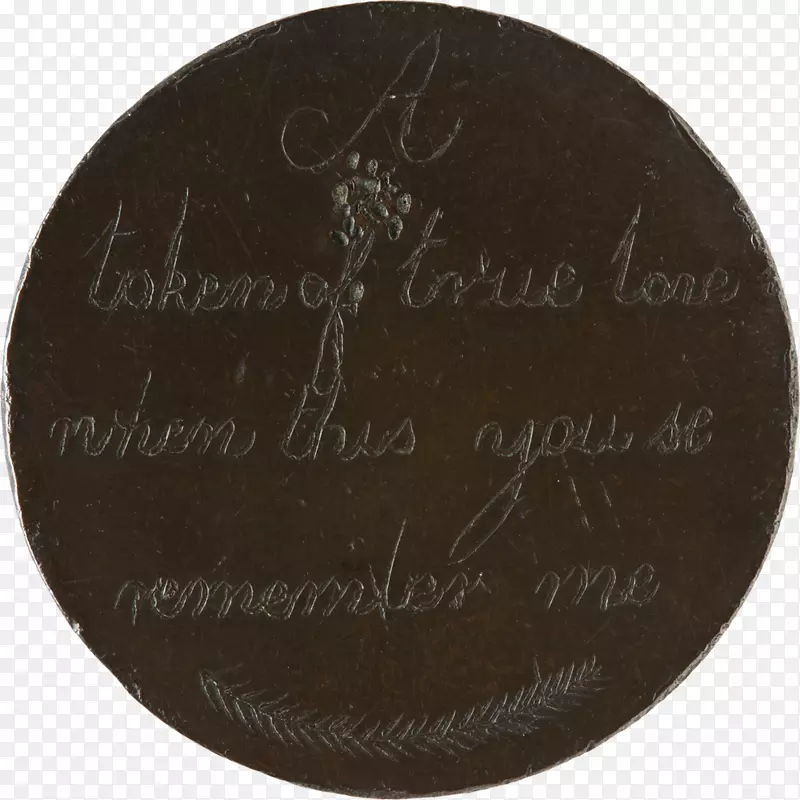 A
token of true love
when this you se
remember me